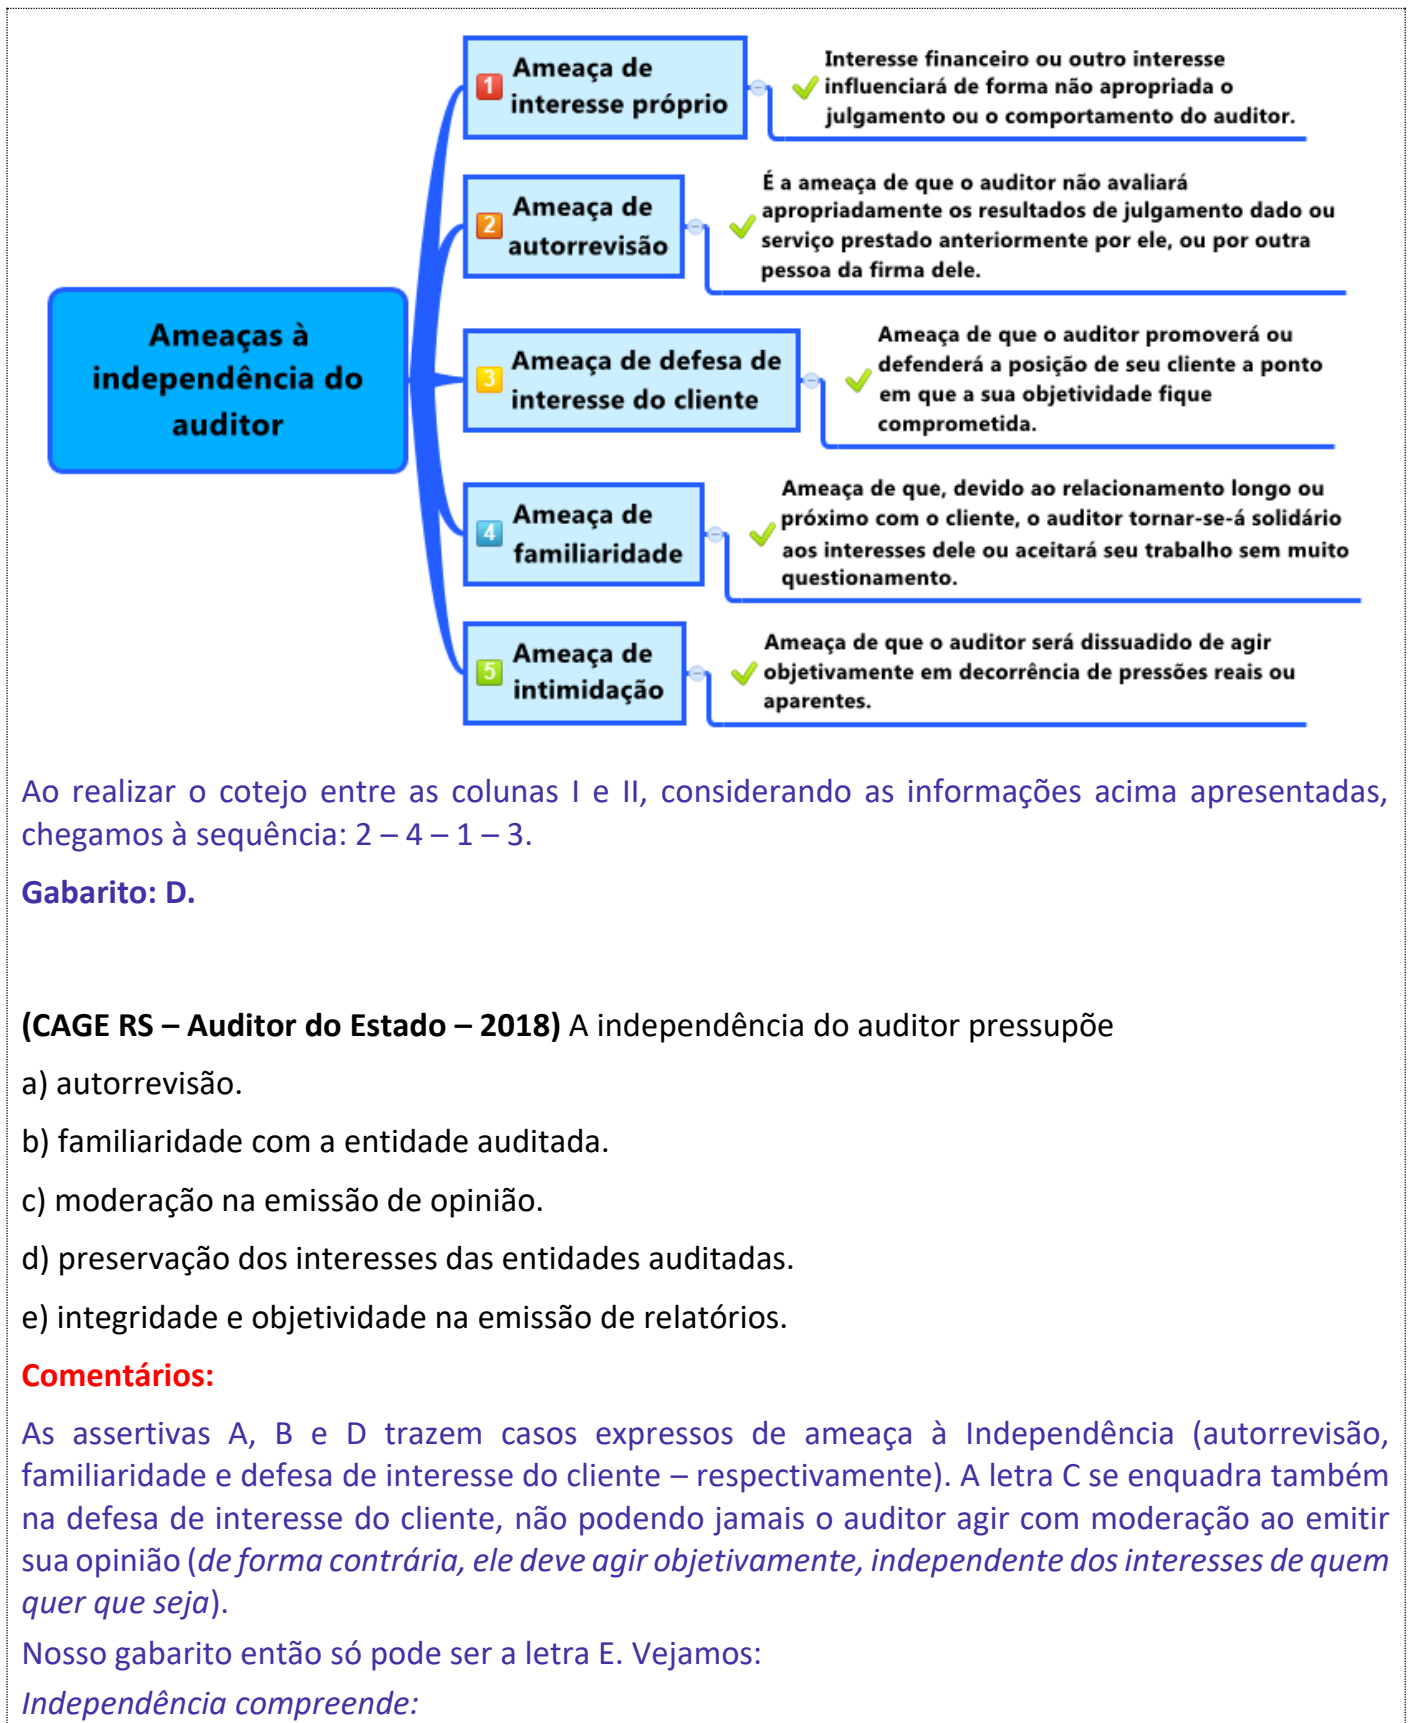 Ameaças à
independência do
auditor
1
Ameaça de
interesse próprio
Interesse financeiro ou outro interesse
influenciará de forma não apropriada o
julgamento ou o comportamento do auditor.
2
Ameaça de
autorrevisão
É a ameaça de que o auditor não avaliará
apropriadamente os resultados de julgamento dado ou
serviço prestado anteriormente por ele, ou por outra
pessoa da firma dele.
3
Ameaça de defesa de
interesse do cliente
Ameaça de que o auditor promoverá ou
defenderá a posição de seu cliente a ponto
em que a sua objetividade fique
comprometida.
4
Ameaça de
familiaridade
Ameaça de que, devido ao relacionamento longo ou
próximo com o cliente, o auditor tornar-se-á solidário
aos interesses dele ou aceitará seu trabalho sem muito
questionamento.
5
Ameaça de
intimidação
Ameaça de que o auditor será dissuadido de agir
objetivamente em decorrência de pressões reais ou
aparentes.
Ao realizar o cotejo entre as colunas I e II, considerando as informações acima apresentadas,
chegamos à sequência: 2 – 4 – 1 – 3.
Gabarito: D.
(CAGE RS – Auditor do Estado – 2018) A independência do auditor pressupõe
a) autorrevisão.
b) familiaridade com a entidade auditada.
c) moderação na emissão de opinião.
d) preservação dos interesses das entidades auditadas.
e) integridade e objetividade na emissão de relatórios.
Comentários:
As assertivas A, B e D trazem casos expressos de ameaça à Independência (autorrevisão,
familiaridade e defesa de interesse do cliente – respectivamente). A letra C se enquadra também
na defesa de interesse do cliente, não podendo jamais o auditor agir com moderação ao emitir
sua opinião (de forma contrária, ele deve agir objetivamente, independente dos interesses de quem
quer que seja).
Nosso gabarito então só pode ser a letra E. Vejamos:
Independência compreende: